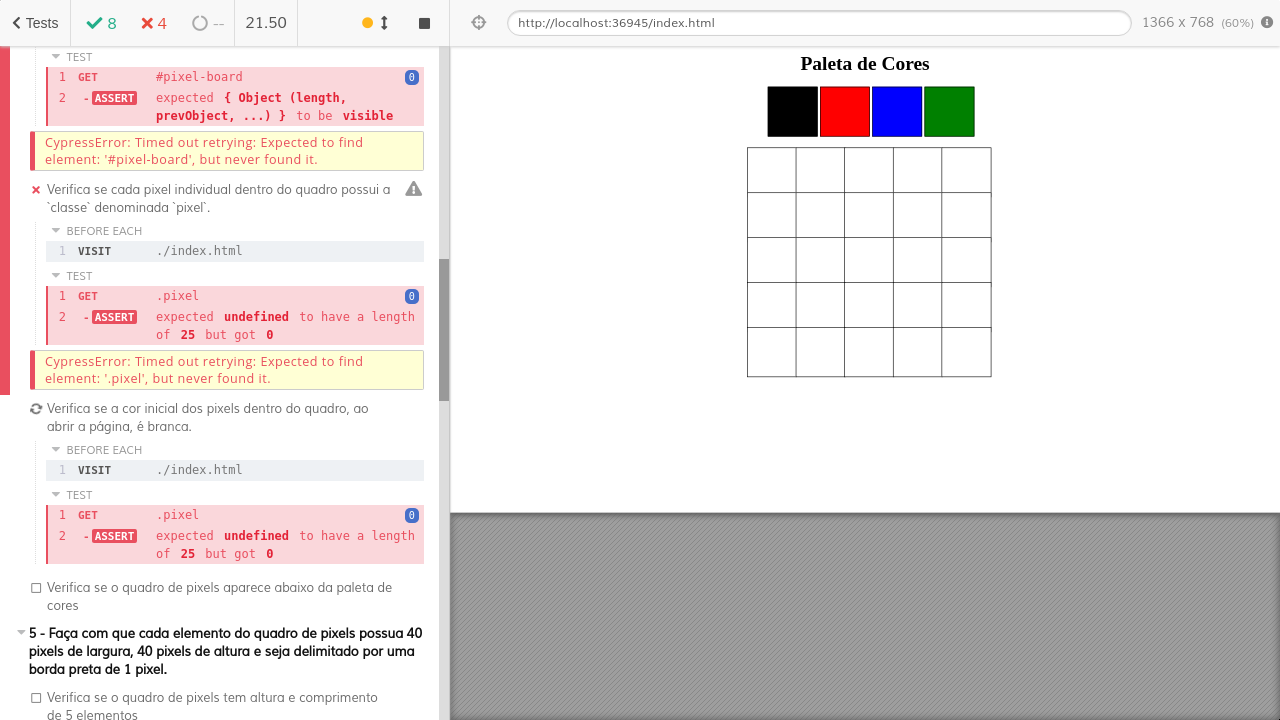 Tests
8
4
--
21.50
http://localhost:36945/index.html
1366 x 768 (60%)
TEST
1 GET #pixel-board 0
2 -ASSERT expected { Object (length,
prevObject, ...) } to be visible
CypressError: Timed out retrying: Expected to find
element: '#pixel-board', but never found it.
Verifica se cada pixel individual dentro do quadro possui a
`classe` denominada `pixel`.
BEFORE EACH
1 VISIT ./index.html
TEST
1 GET .pixel 0
2 -ASSERT expected undefined to have a length
of 25 but got 0
CypressError: Timed out retrying: Expected to find
element: '.pixel', but never found it.
Verifica se a cor inicial dos pixels dentro do quadro, ao
abrir a página, é branca.
BEFORE EACH
1 VISIT ./index.html
TEST
1 GET .pixel 0
2 -ASSERT expected undefined to have a length
of 25 but got 0
Verifica se o quadro de pixels aparece abaixo da paleta de
cores
5 - Faça com que cada elemento do quadro de pixels possua 40
pixels de largura, 40 pixels de altura e seja delimitado por uma
borda preta de 1 pixel.
Verifica se o quadro de pixels tem altura e comprimento
de 5 elementos
Paleta de Cores